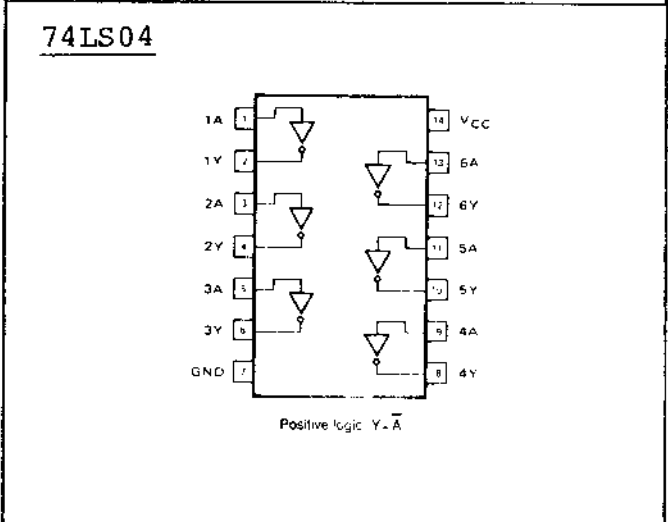 74LS04
1A 1 14 VCC
1Y 2 13 6A
2A 3 12 6Y
2Y 4 11 5A
3A 5 10 5Y
3Y 6 9 4A
GND 7 8 4Y
Positive logic Y = A̅